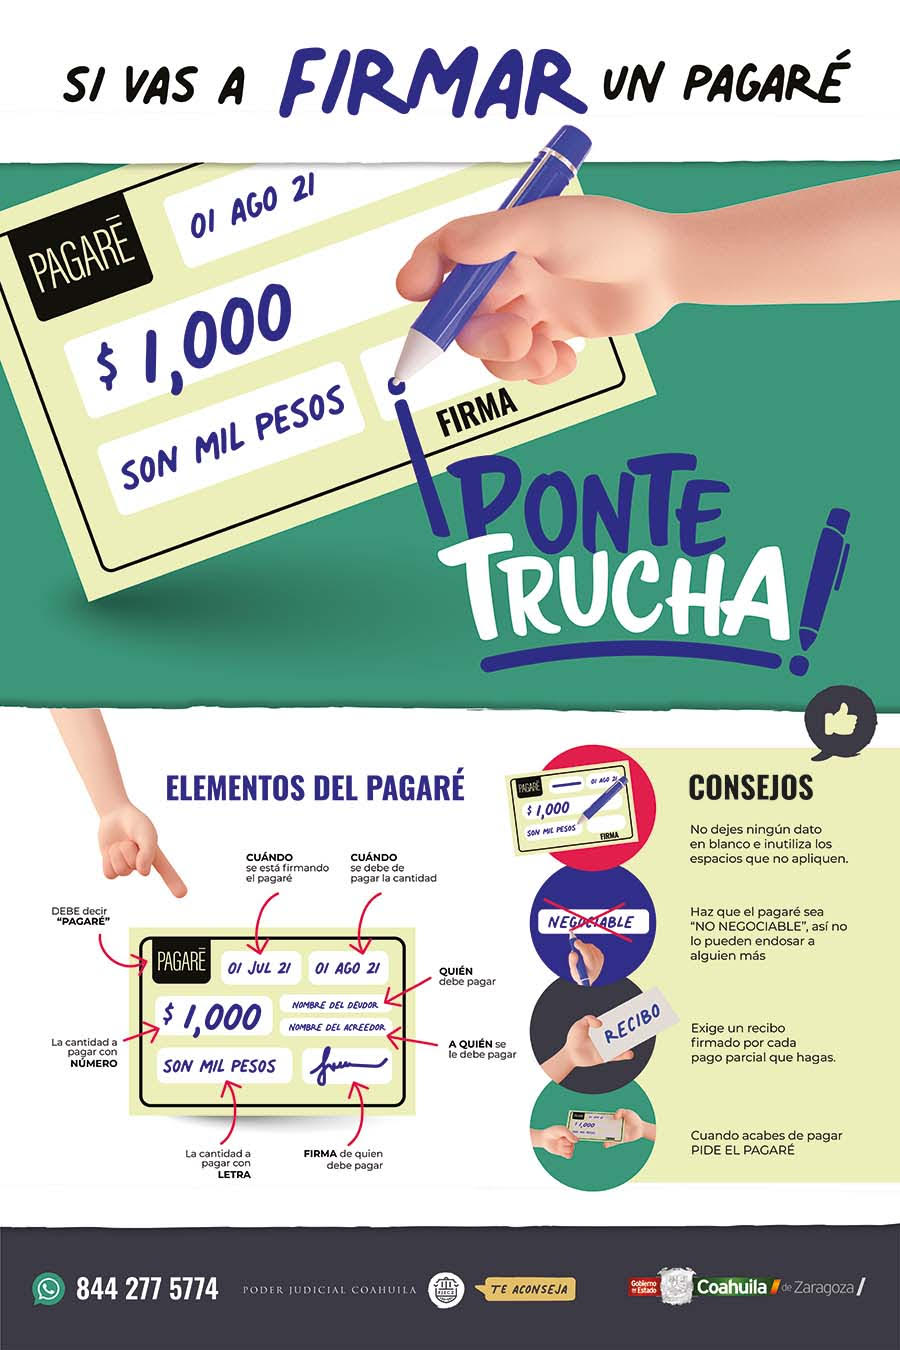 SI VAS A FIRMAR UN PAGARÉ
PAGARÉ
01 AGO 21
$ 1,000
SON MIL PESOS
FIRMA
¡PONTE
TRUCHA!
ELEMENTOS DEL PAGARÉ
DEBE decir
“PAGARÉ”
CUÁNDO
se está firmando
el pagaré
CUÁNDO
se debe de
pagar la cantidad
PAGARÉ
01 JUL 21
01 AGO 21
$ 1,000
NOMBRE DEL DEUDOR
NOMBRE DEL ACREEDOR
SON MIL PESOS
QUIÉN
debe pagar
A QUIÉN se
le debe pagar
La cantidad a
pagar con
NÚMERO
La cantidad a
pagar con
LETRA
FIRMA de quien
debe pagar
CONSEJOS
PAGARÉ
01 AGO 21
$ 1,000
SON MIL PESOS
FIRMA
No dejes ningún dato
en blanco e inutiliza los
espacios que no apliquen.
NEGOCIABLE
Haz que el pagaré sea
“NO NEGOCIABLE”, así no
lo pueden endosar a
alguien más
RECIBO
Exige un recibo
firmado por cada
pago parcial que hagas.
$ 1,000
Cuando acabes de pagar
PIDE EL PAGARÉ
844 277 5774
PODER JUDICIAL COAHUILA
PJECZ
TE ACONSEJA
Gobierno
de Estado
Coahuila de Zaragoza